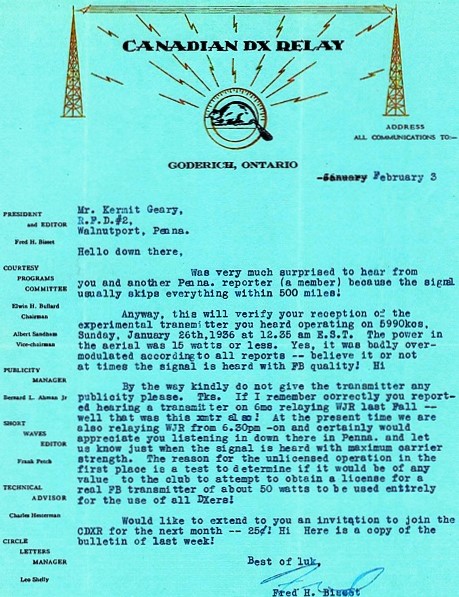 CANADIAN DX RELAY
ADDRESS
ALL COMMUNICATIONS TO:-
GODERICH, ONTARIO
-January February 3
PRESIDENT
and EDITOR
Fred H. Bisset
COURTESY
PROGRAMS
COMMITTEE
Elwin H. Bullard
Chairman
Albert Sandham
Vice-chairman
PUBLICITY
MANAGER
Bernard L. Ahman Jr
SHORT
WAVES
EDITOR
Frank Petch
TECHNICAL
ADVISOR
Charles Hesterman
CIRCLE
LETTERS
MANAGER
Leo Shelly
Mr. Kermit Geary,
R.F.D.#2,
Walnutport, Penna.
Hello down there,
Was very much surprised to hear from
you and another Penna. reporter (a member) because the signal
usually skips everything within 500 miles!
Anyway, this will verify your reception of the
experimental transmitter you heard operating on 5990kos,
Sunday, January 26th,1936 at 12.35 am E.S.T. The power in
the aerial was 15 watts or less. Yes, it was badly over-
modulated according to all reports -- believe it or not
at times the signal is heard with FB quality! Hi
By the way kindly do not give the transmitter any
publicity please. Tks. If I remember correctly you report-
ed hearing a transmitter on 6mc relaying WJR last Fall --
well that was this xmtr also! At the present time we are
also relaying WJR from 6.30pm -on and certainly would
appreciate you listening in down there in Penna. and let
us know just when the signal is heard with maximum carrier
strength. The reason for the unlicensed operation in the
first place is a test to determine if it would be of any
value to the club to attempt to obtain a license for a
real FB transmitter of about 50 watts to be used entirely
for the use of all DXers!
Would like to extend to you an invitation to join the
CDXR for the next month -- 25¢! Hi Here is a copy of the
bulletin of last week!
Best of luk,
Fred H. Bisset